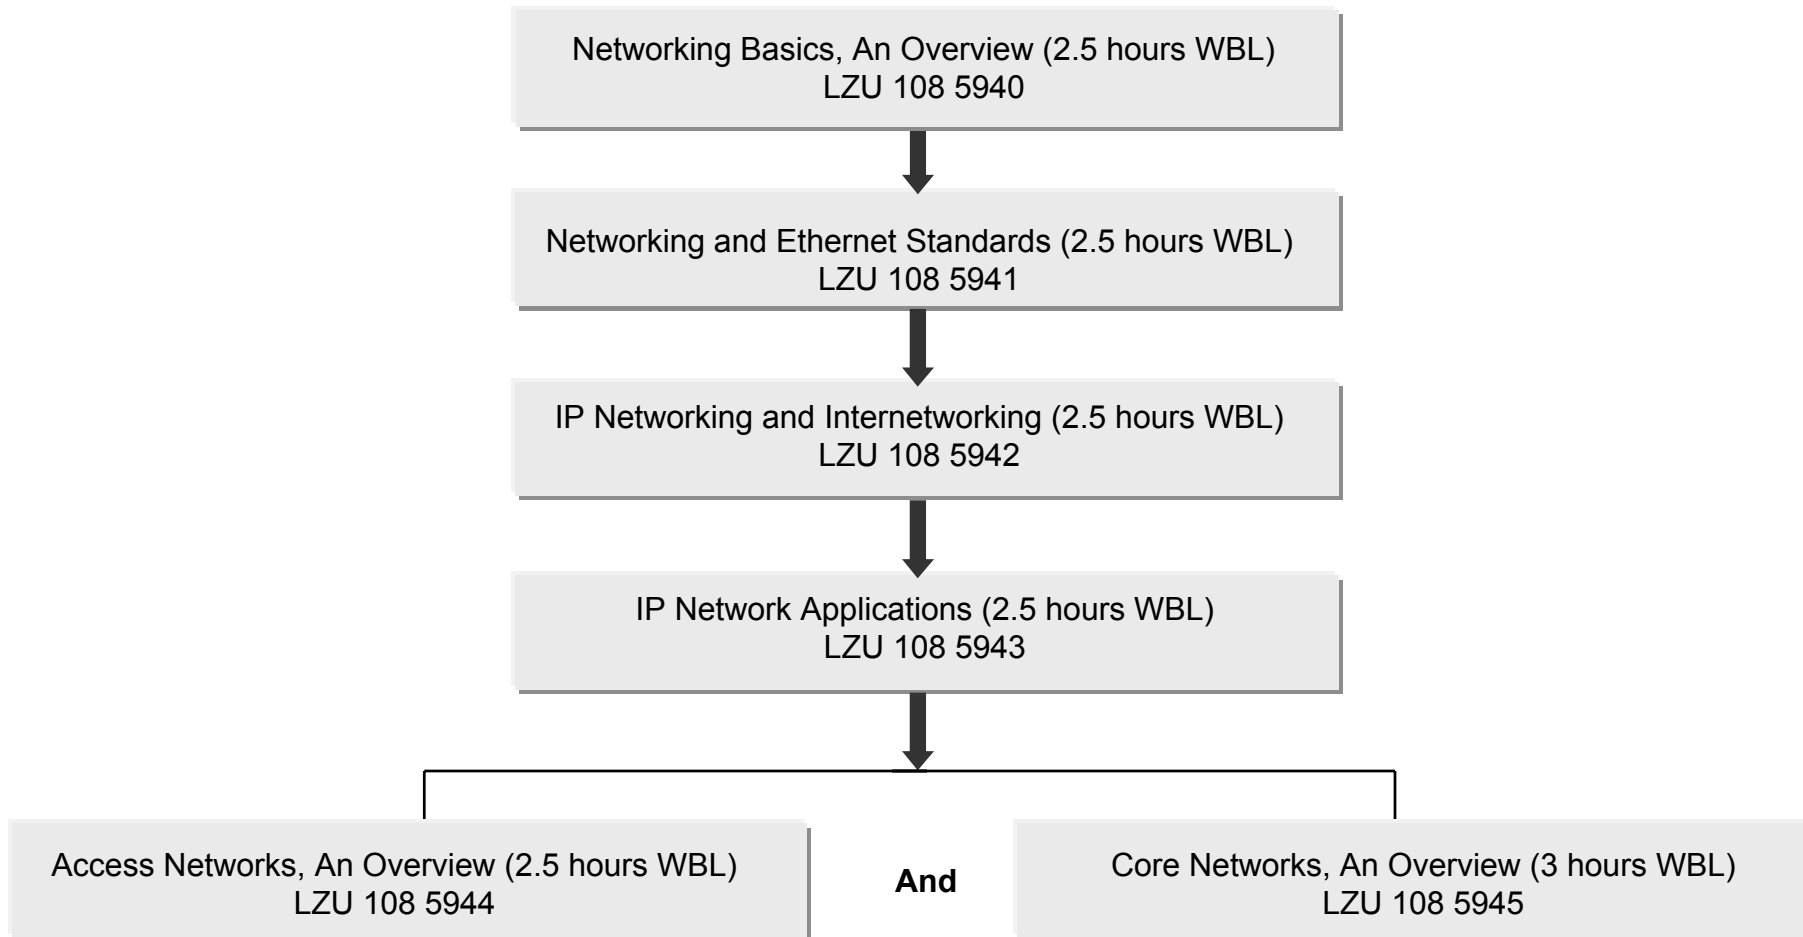 Networking Basics, An Overview (2.5 hours WBL)
LZU 108 5940
Networking and Ethernet Standards (2.5 hours WBL)
LZU 108 5941
IP Networking and Internetworking (2.5 hours WBL)
LZU 108 5942
IP Network Applications (2.5 hours WBL)
LZU 108 5943
Access Networks, An Overview (2.5 hours WBL)
LZU 108 5944
And
Core Networks, An Overview (3 hours WBL)
LZU 108 5945